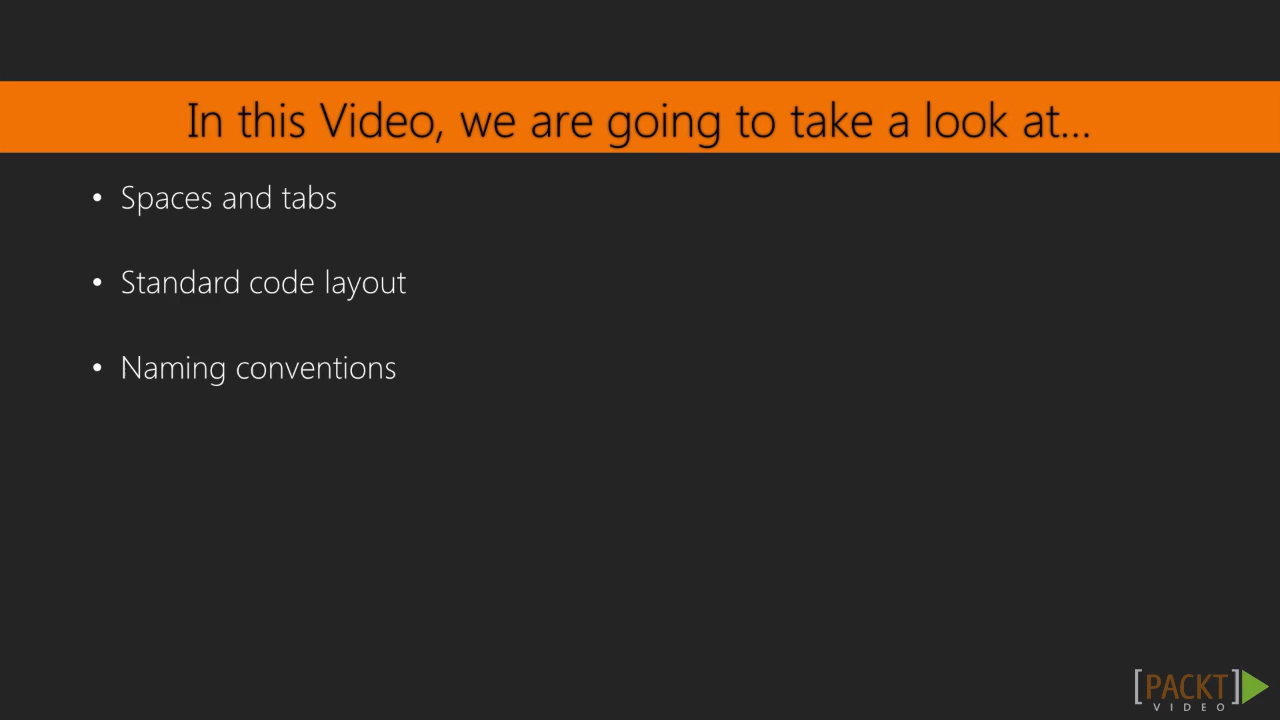 In this Video, we are going to take a look at...
• Spaces and tabs
• Standard code layout
• Naming conventions
[PACKT]
VIDEO